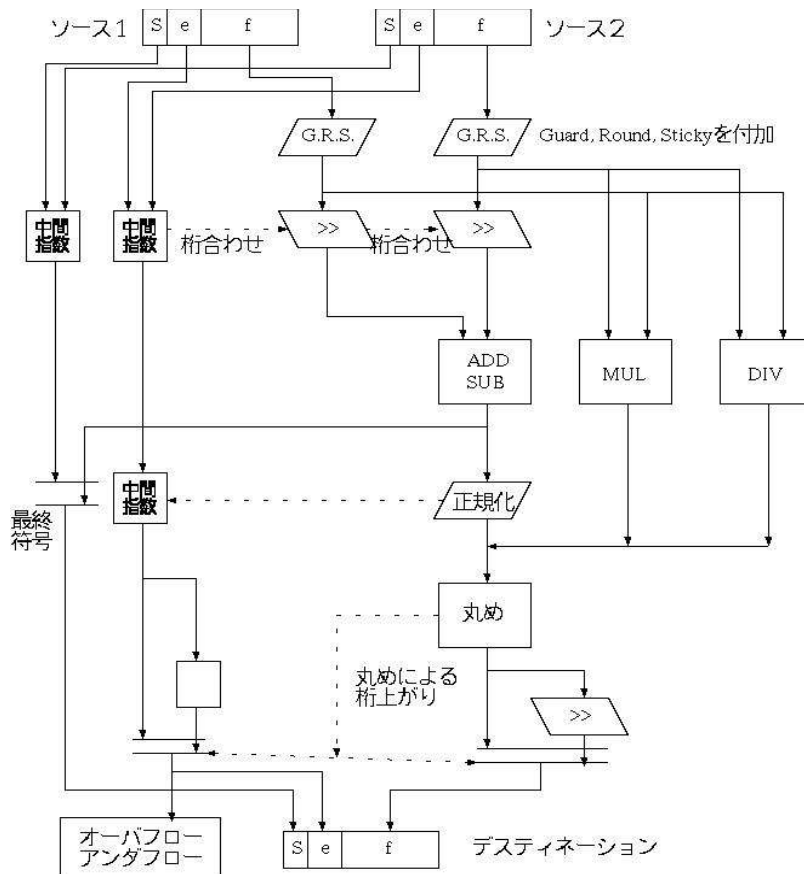 ソース1
S e f
S e f
ソース2
G.R.S.
G.R.S.
Guard, Round, Stickyを付加
中間
指数
中間
指数
桁合わせ
>>
桁合わせ
>>
ADD
SUB
MUL
DIV
最終
符号
中間
指数
正規化
丸め
丸めによる
桁上がり
>>
オーバフロー
アンダフロー
S e f
デスティネーション